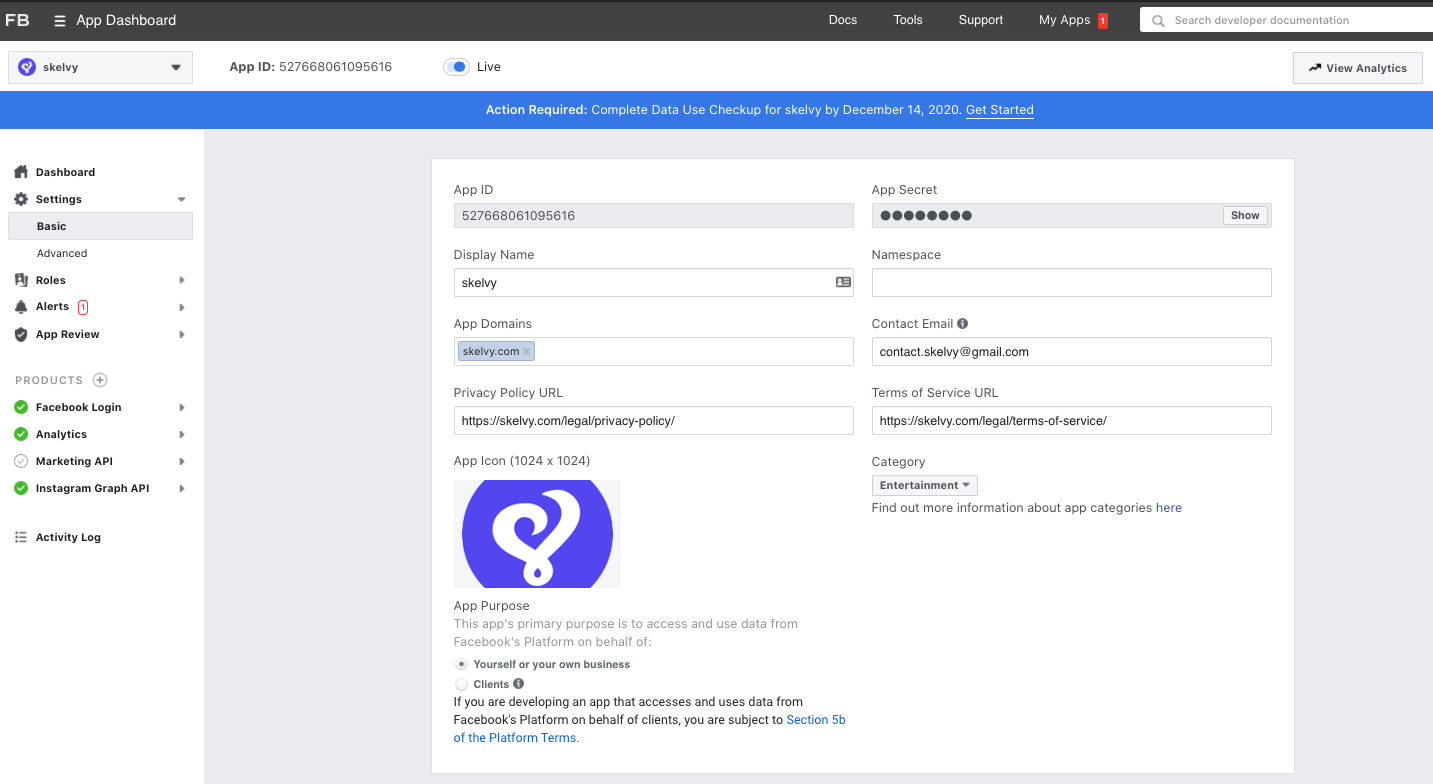 FB
App Dashboard
Docs
Tools
Support
My Apps
1
Search developer documentation
skelvy
App ID: 527668061095616
Live
View Analytics
Action Required: Complete Data Use Checkup for skelvy by December 14, 2020. Get Started
Dashboard
Settings
Basic
Advanced
Roles
Alerts
1
App Review
PRODUCTS
Facebook Login
Analytics
Marketing API
Instagram Graph API
Activity Log
App ID
527668061095616
App Secret
Show
Display Name
skelvy
Namespace
App Domains
skelvy.com
Contact Email
contact.skelvy@gmail.com
Privacy Policy URL
https://skelvy.com/legal/privacy-policy/
Terms of Service URL
https://skelvy.com/legal/terms-of-service/
App Icon (1024 x 1024)
Category
Entertainment
Find out more information about app categories here
App Purpose
This app's primary purpose is to access and use data from
Facebook's Platform on behalf of:
Yourself or your own business
Clients
If you are developing an app that accesses and uses data from
Facebook's Platform on behalf of clients, you are subject to Section 5b
of the Platform Terms.